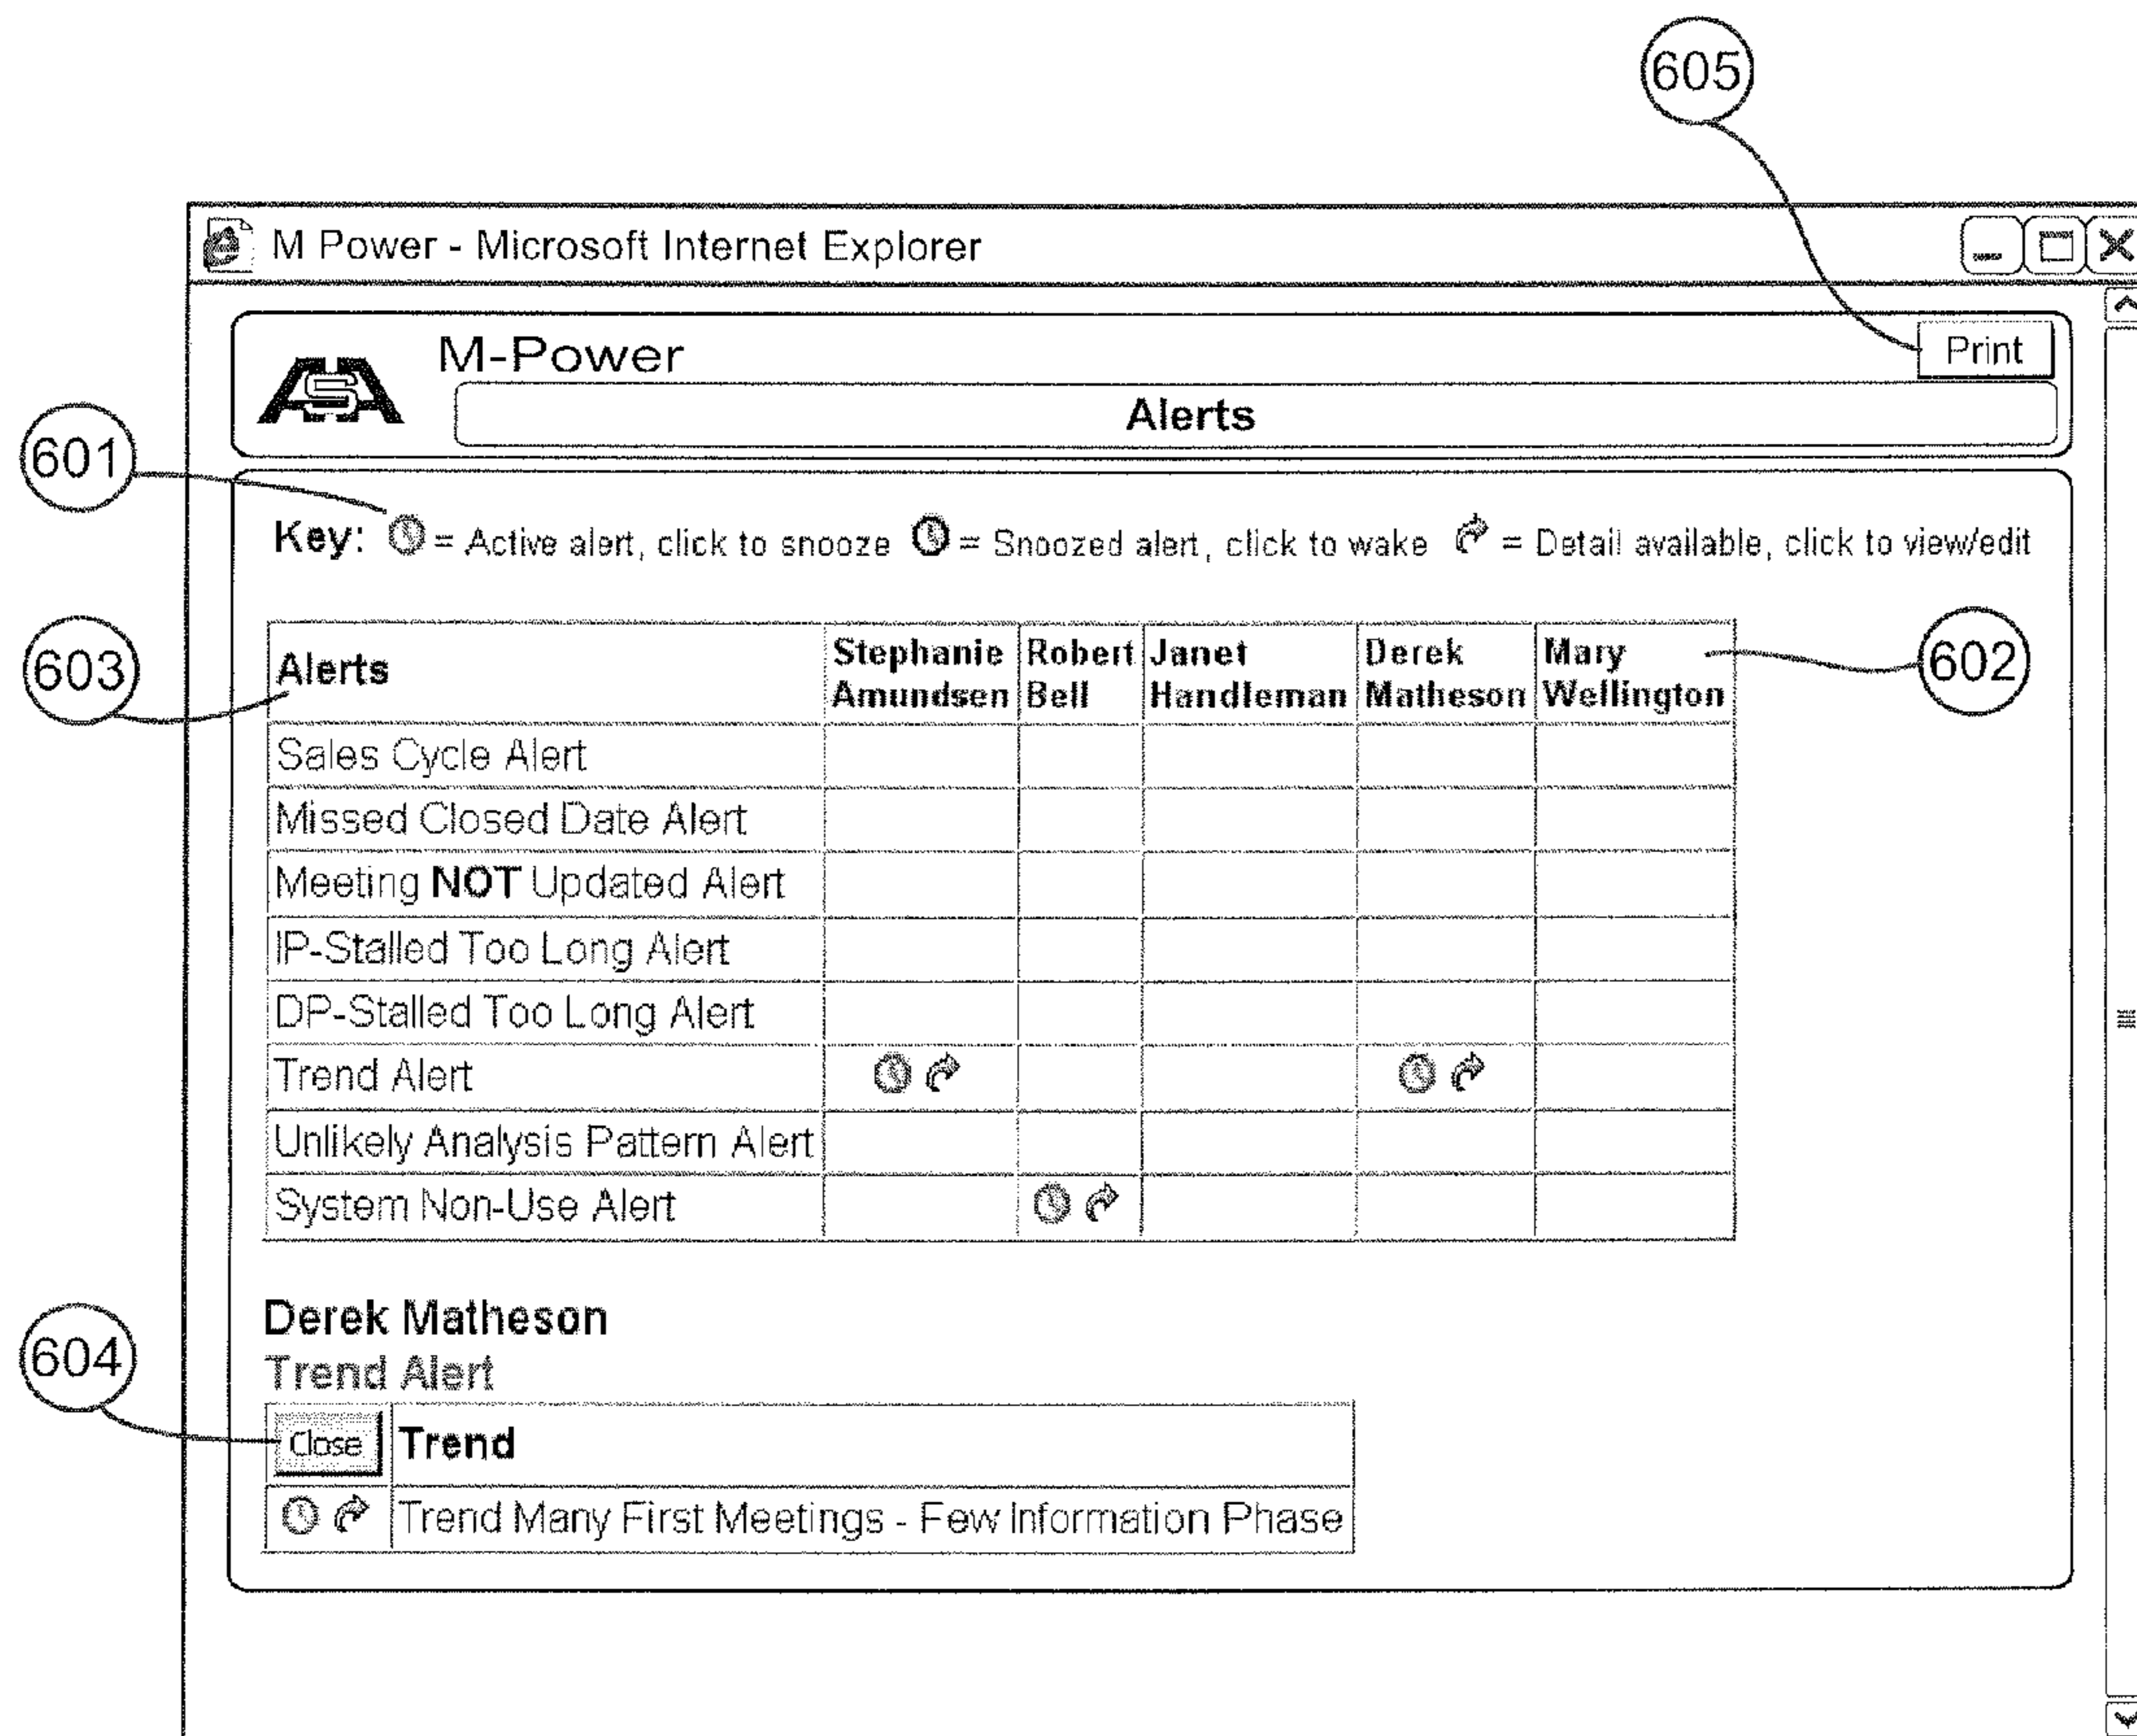 605
M Power - Microsoft Internet Explorer
ASA
M-Power
Print
Alerts
601
Key: = Active alert, click to snooze = Snoozed alert, click to wake = Detail available, click to view/edit
603
Alerts Stephanie Amundsen Robert Bell Janet Handleman Derek Matheson Mary Wellington
602
Sales Cycle Alert
Missed Closed Date Alert
Meeting NOT Updated Alert
IP-Stalled Too Long Alert
DP-Stalled Too Long Alert
Trend Alert
Unlikely Analysis Pattern Alert
System Non-Use Alert
Derek Matheson
604
Trend Alert
Close Trend
Trend Many First Meetings - Few Information Phase